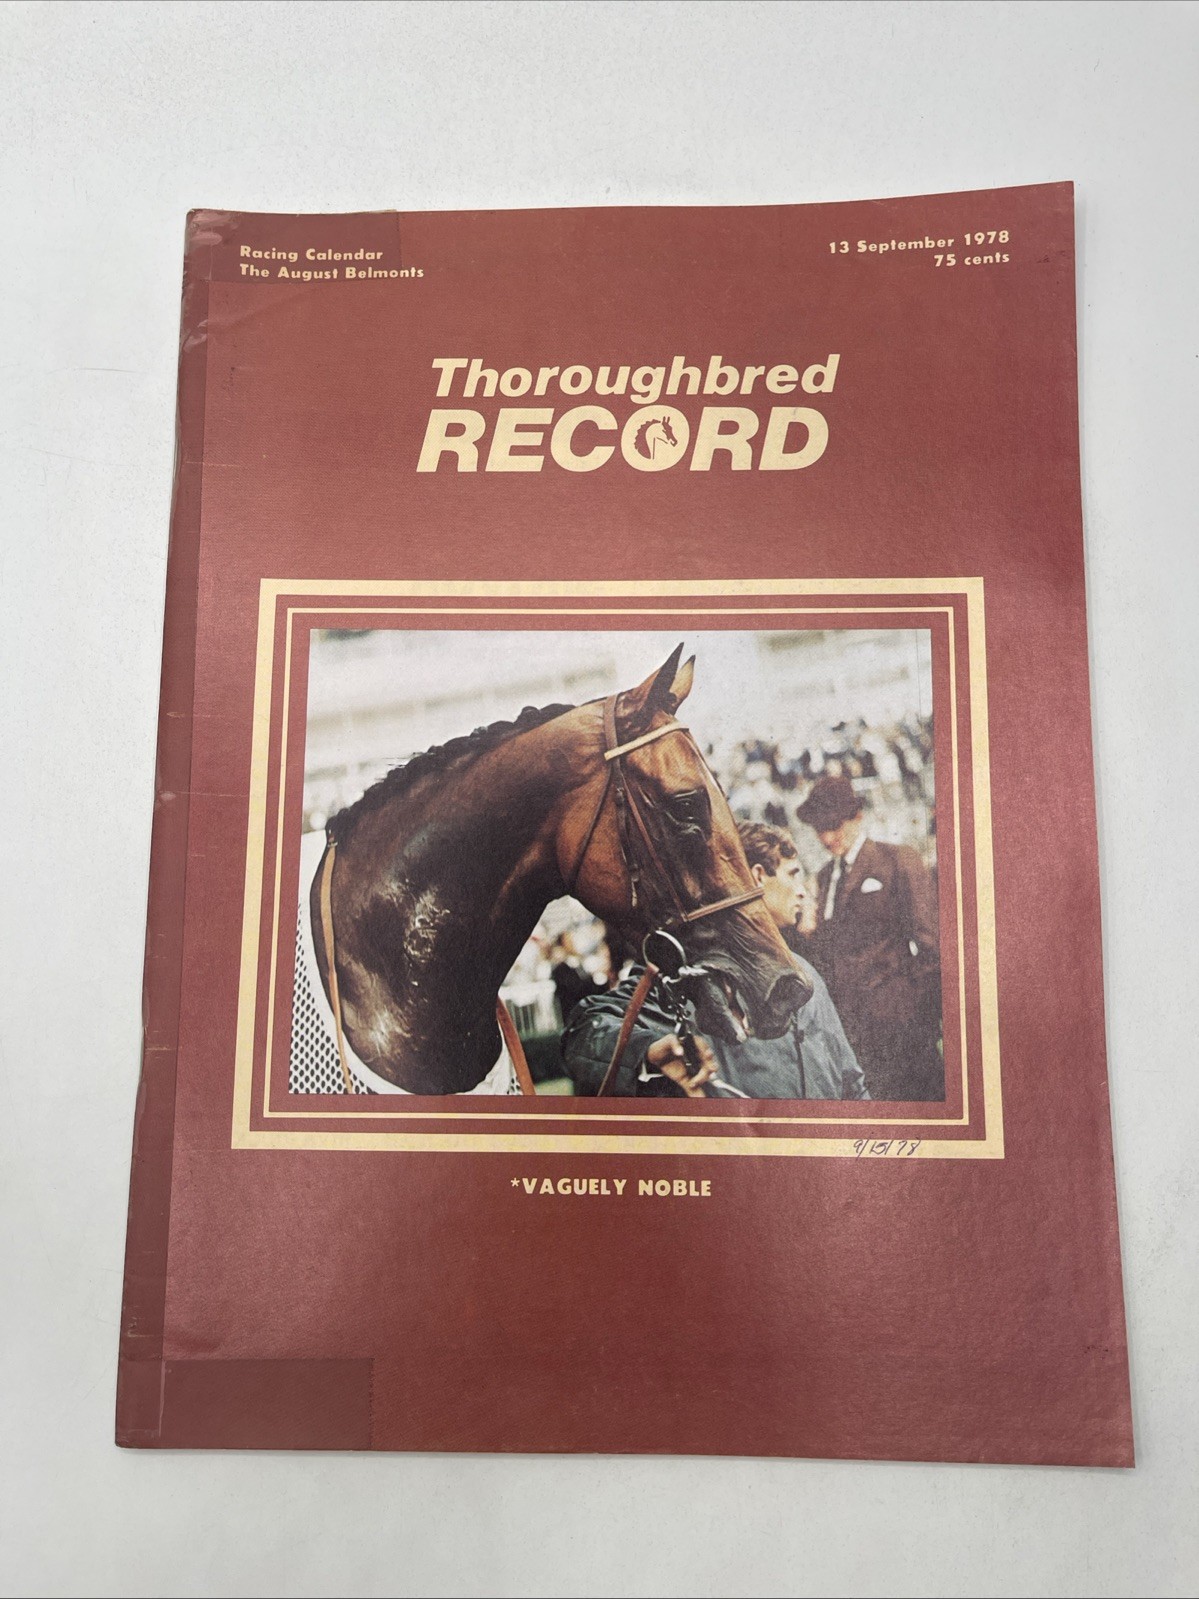 Racing Calendar
The August Belmonts
13 September 1978
75 cents
Thoroughbred
RECORD
9/15/78
*VAGUELY NOBLE